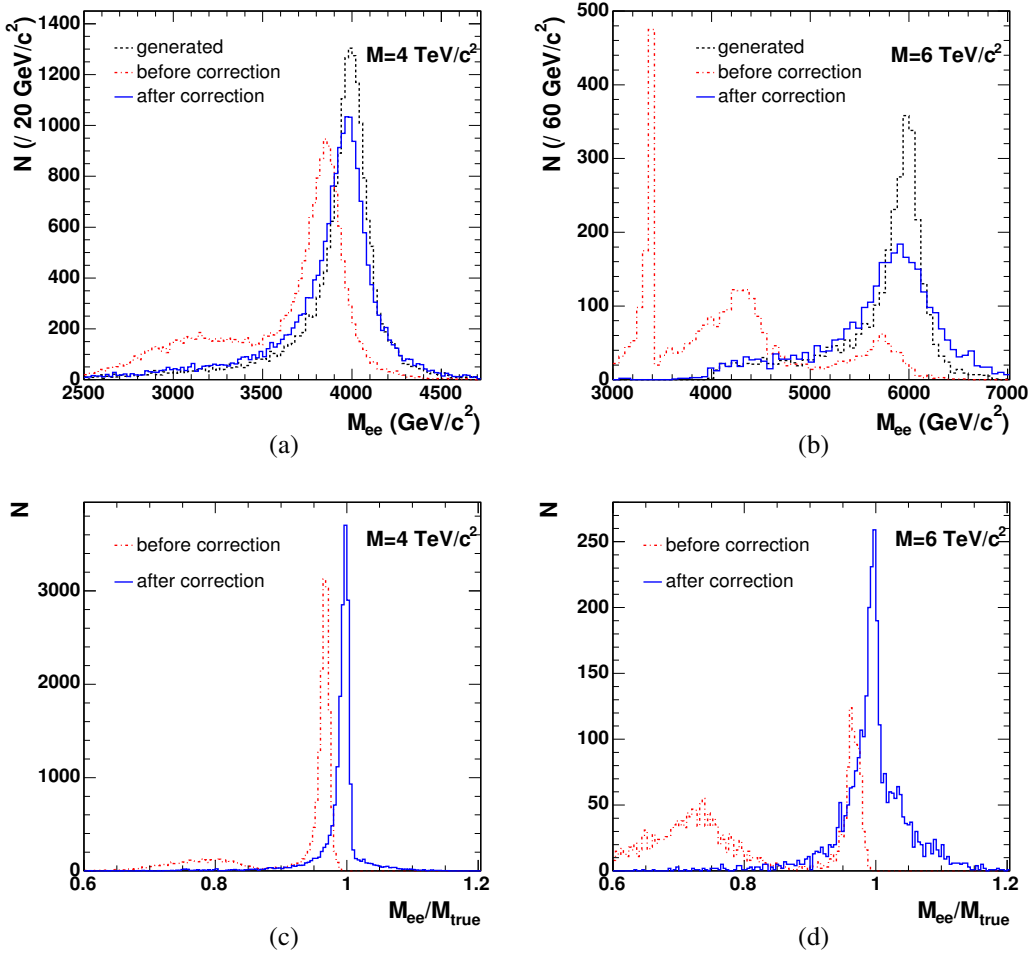 N (/ 20 GeV/c²)
1400
1200
1000
800
600
400
200
0
generated
before correction
after correction
M=4 TeV/c²
2500 3000 3500 4000 4500
M_ee (GeV/c²)
(a)
N (/ 60 GeV/c²)
500
400
300
200
100
0
generated
before correction
after correction
M=6 TeV/c²
3000 4000 5000 6000 7000
M_ee (GeV/c²)
(b)
N
3000
2000
1000
0
before correction
after correction
M=4 TeV/c²
0.6 0.8 1 1.2
M_ee/M_true
(c)
N
250
200
150
100
50
0
before correction
after correction
M=6 TeV/c²
0.6 0.8 1 1.2
M_ee/M_true
(d)